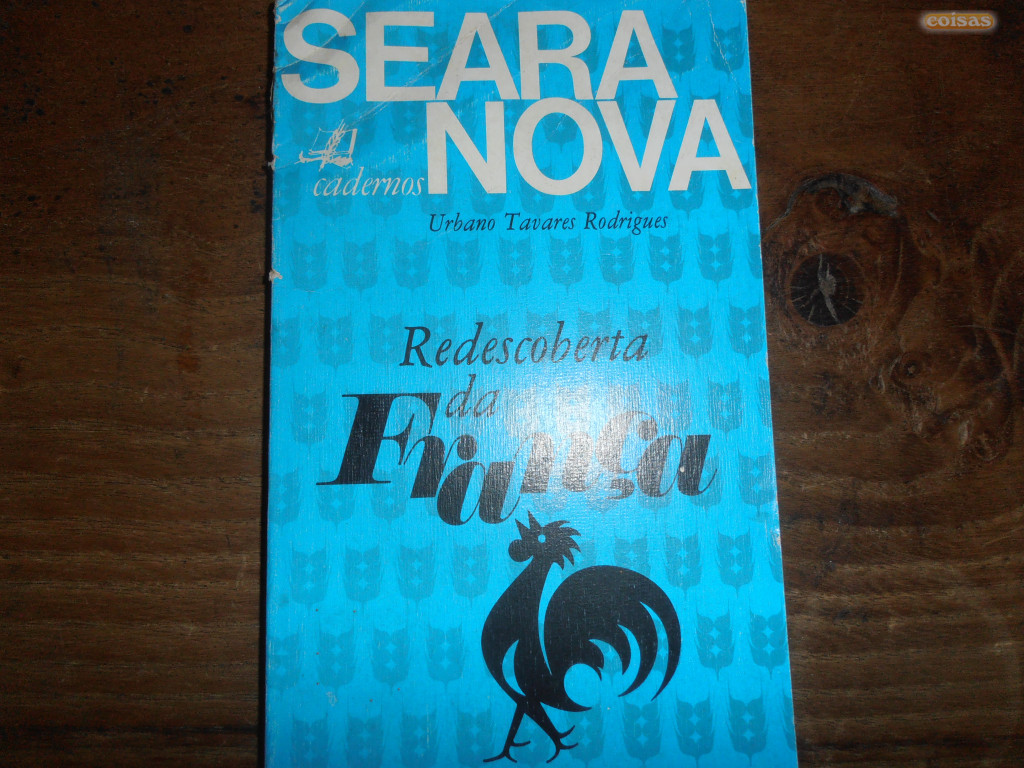 coisas
SEARA
NOVA
cadernos
Urbano Tavares Rodrigues
Redescoberta
da
França